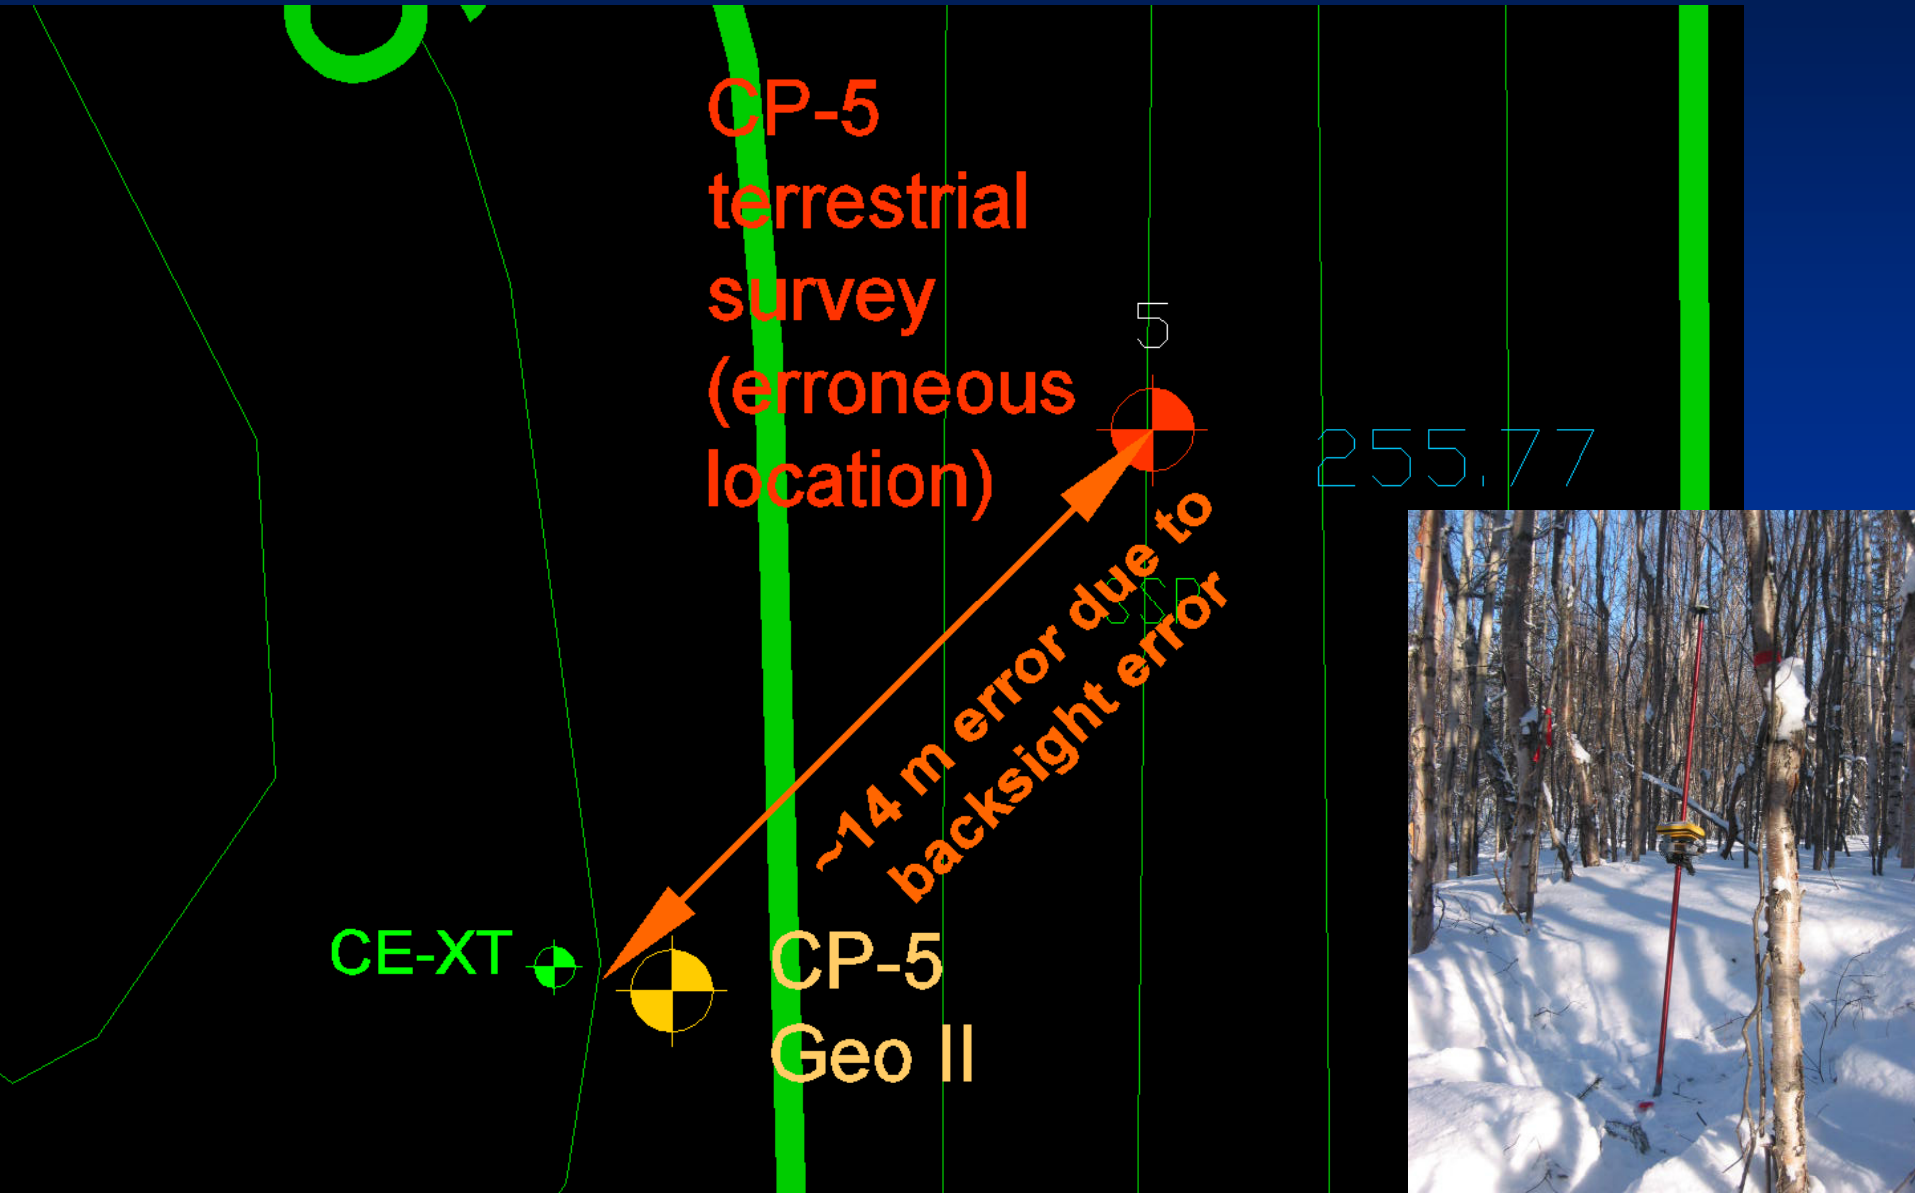 CP-5
terrestrial
survey
(erroneous
location)
5
255.77
SSP
~14 m error due to
backsight error
CE-XT
CP-5
Geo II